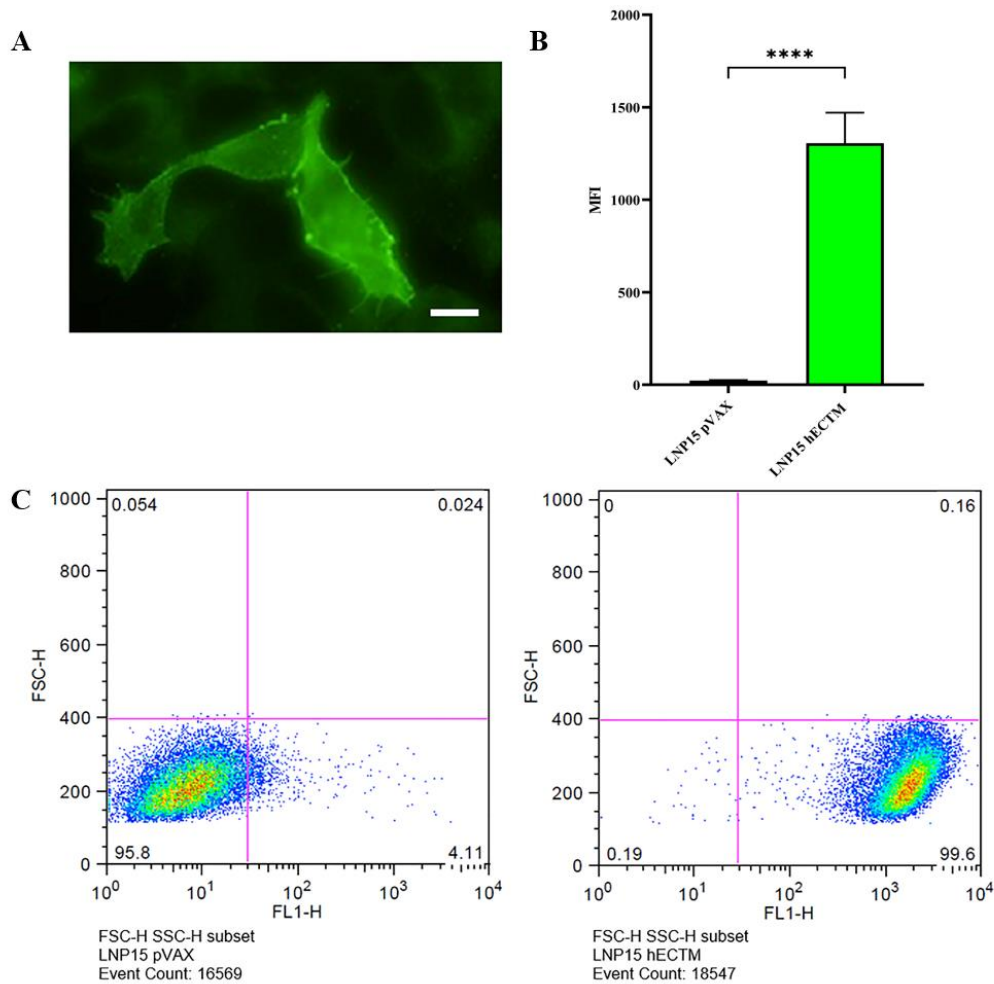 A
B
2000
1500
1000
500
0
MFI
****
LNP15 pVAX
LNP15 hECTM
C
1000
800
600
400
200
0
FSC-H
0.054
0.024
95.8
4.11
10^0
10^1
10^2
10^3
10^4
FL1-H
FSC-H SSC-H subset
LNP15 pVAX
Event Count: 16569
1000
800
600
400
200
0
FSC-H
0
0.16
0.19
99.6
10^0
10^1
10^2
10^3
10^4
FL1-H
FSC-H SSC-H subset
LNP15 hECTM
Event Count: 18547